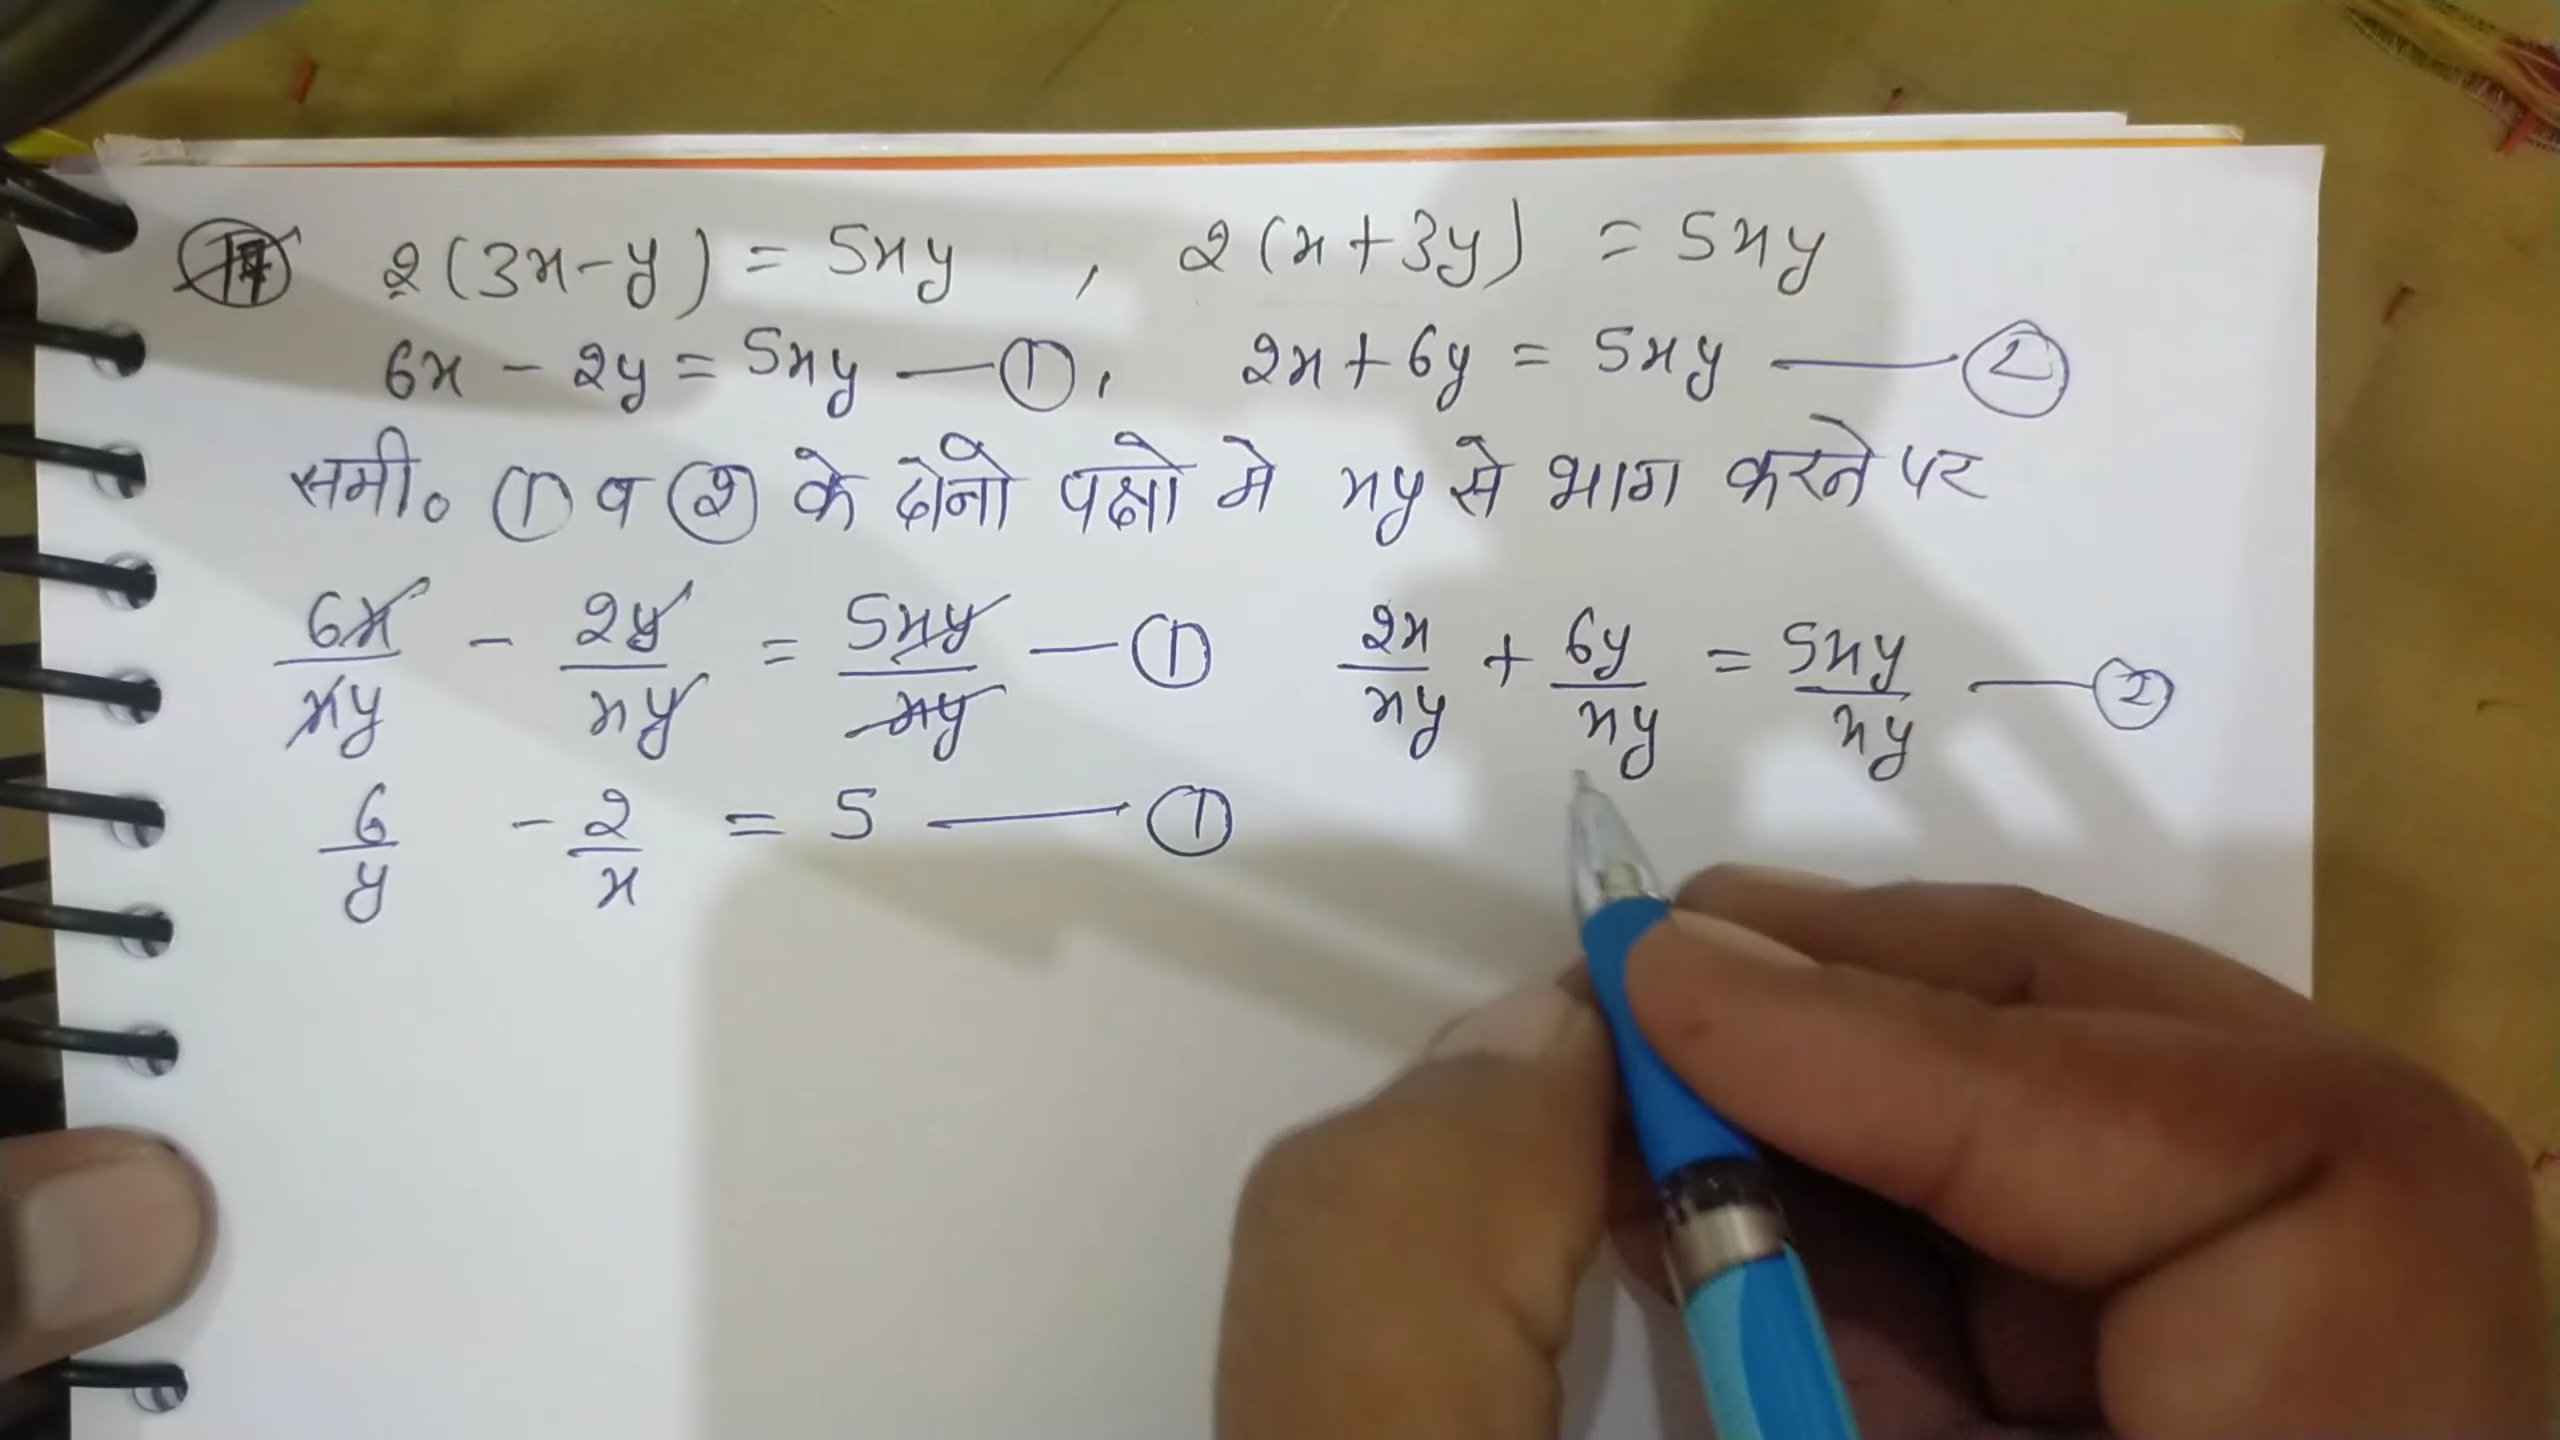 17 2(3x-y) = 5xy , 2(x+3y) = 5xy
6x - 2y = 5xy — ①, 2x + 6y = 5xy — ②
समी० ① व ② के दोनो पक्षो मे xy से भाग करने पर
6x/xy - 2y/xy = 5xy/xy — ① 2x/xy + 6y/xy = 5xy/xy — ②
6/y - 2/x = 5 — ①